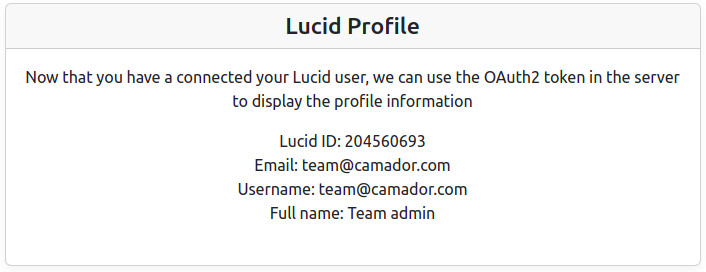 Lucid Profile
Now that you have a connected your Lucid user, we can use the OAuth2 token in the server
to display the profile information
Lucid ID: 204560693
Email: team@camador.com
Username: team@camador.com
Full name: Team admin